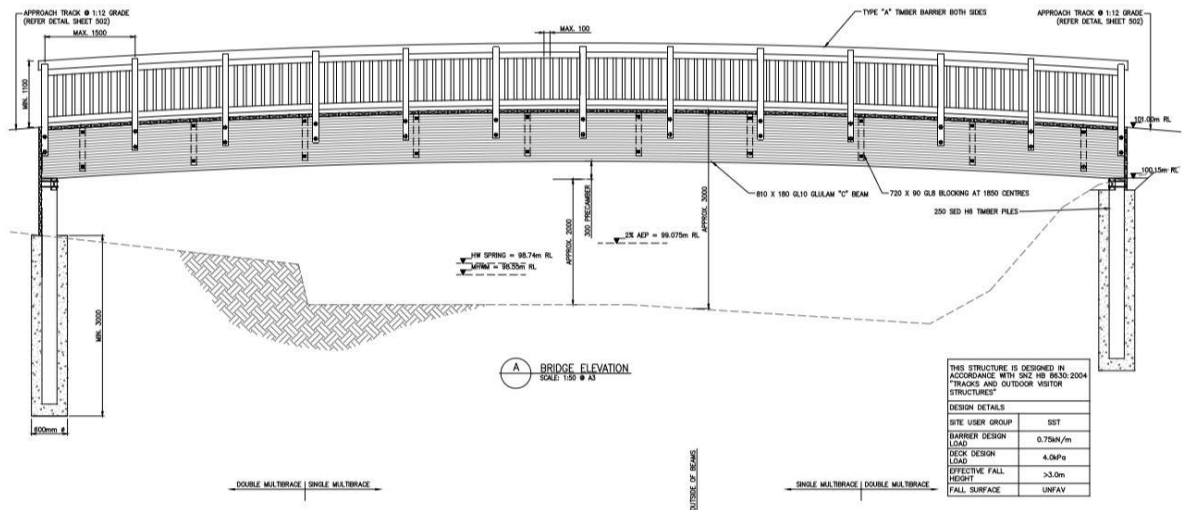 APPROACH TRACK @ 1:12 GRADE
(REFER DETAIL SHEET 502)
MAX. 1500
MAX. 100
TYPE "A" TIMBER BARRIER BOTH SIDES
APPROACH TRACK @ 1:12 GRADE
(REFER DETAIL SHEET 502)
MIN. 1100
101.00m RL
100.15m RL
810 X 180 GL10 GLULAM "C" BEAM
720 X 90 GL8 BLOCKING AT 1850 CENTRES
250 SED H6 TIMBER PILES
300 PRECAMBER
APPROX. 2000
APPROX. 3000
2% AEP = 99.075m RL
HW SPRING = 98.74m RL
MHWM = 98.55m RL
MIN. 3000
600mm ø
A
BRIDGE ELEVATION
SCALE: 1:50 @ A3
DOUBLE MULTIBRACE
SINGLE MULTIBRACE
OUTSIDE OF BEAMS
SINGLE MULTIBRACE
DOUBLE MULTIBRACE
THIS STRUCTURE IS DESIGNED IN
ACCORDANCE WITH SNZ HB 8630:2004
"TRACKS AND OUTDOOR VISITOR
STRUCTURES"
DESIGN DETAILS
SITE USER GROUP SST
BARRIER DESIGN
LOAD 0.75kN/m
DECK DESIGN
LOAD 4.0kPa
EFFECTIVE FALL
HEIGHT >3.0m
FALL SURFACE UNFAV